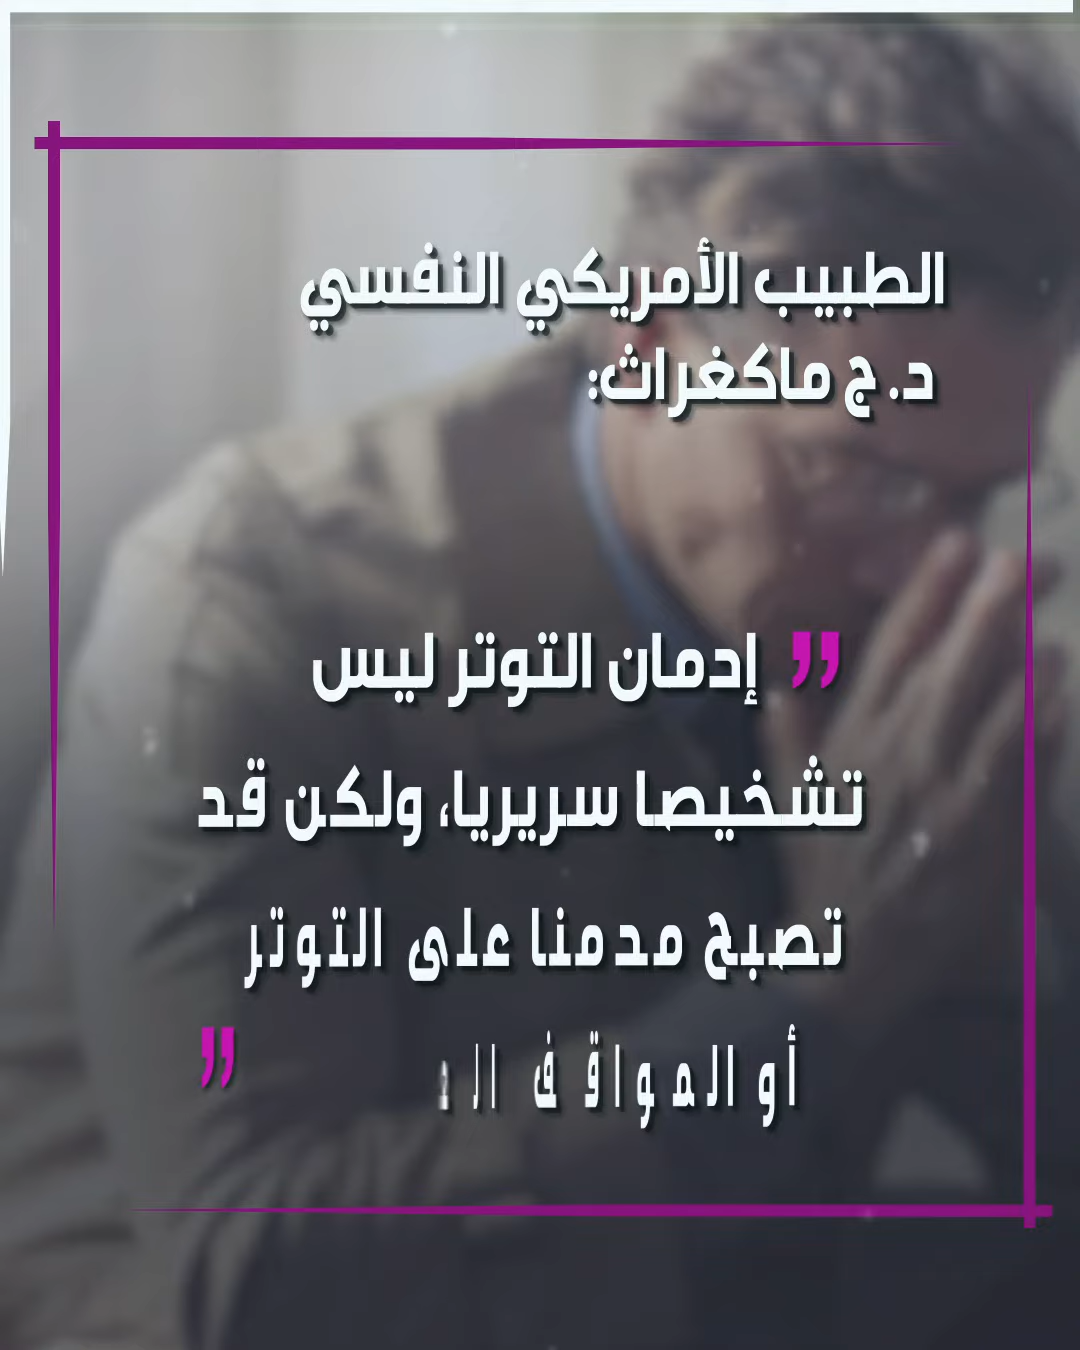 الطبيب الأمريكي النفسي
د. ج ماكغراث:
" إدمان التوتر ليس
تشخيصا سريريا، ولكن قد
تصبح مدمنا على التوتر
أو المواقف "